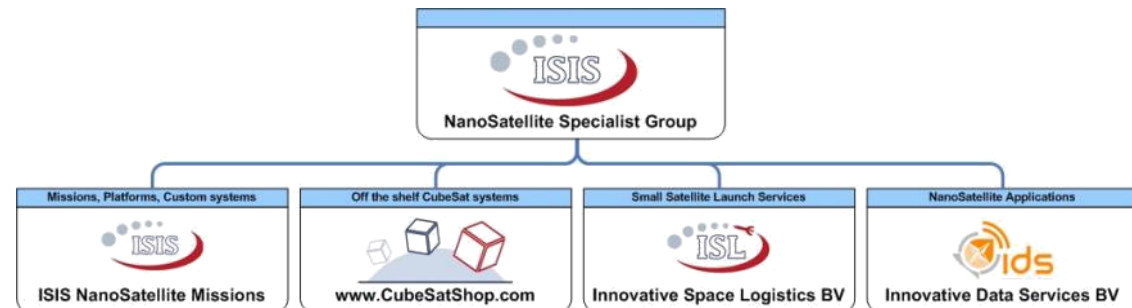 ISIS
NanoSatellite Specialist Group
Missions, Platforms, Custom systems
ISIS
ISIS NanoSatellite Missions
Off the shelf CubeSat systems
www.CubeSatShop.com
Small Satellite Launch Services
ISL
Innovative Space Logistics BV
NanoSatellite Applications
ids
Innovative Data Services BV